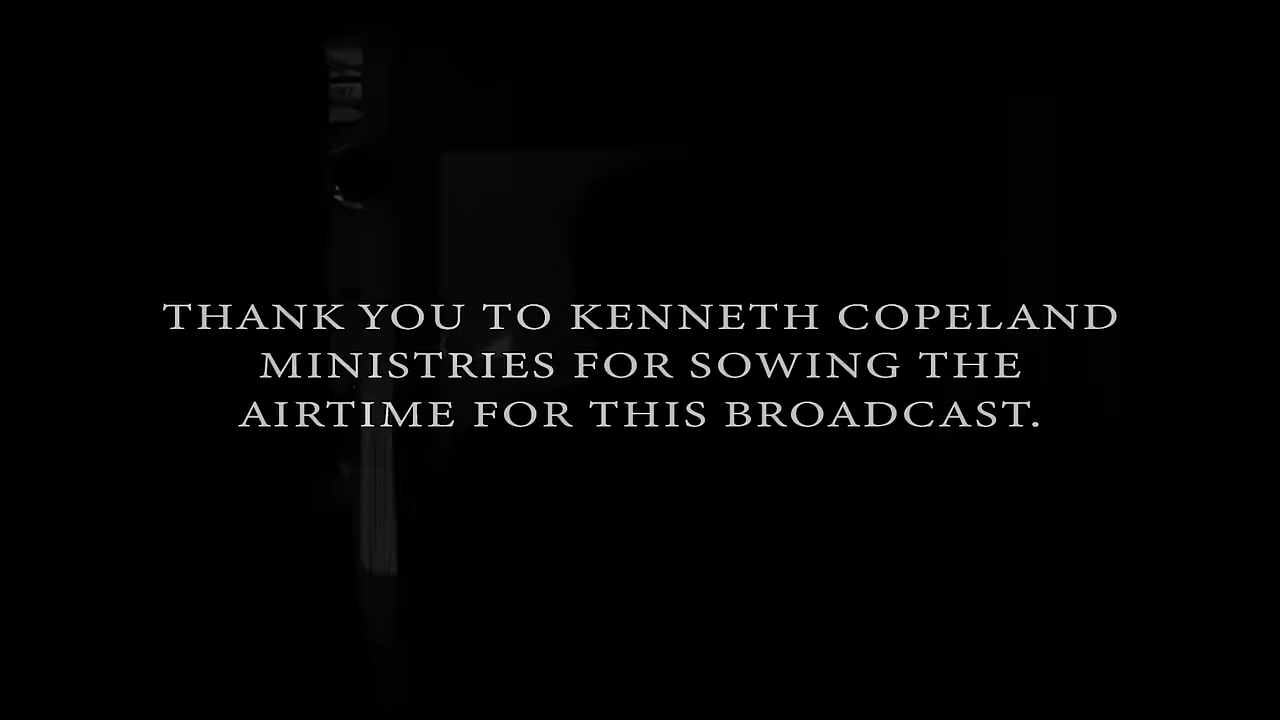 THANK YOU TO KENNETH COPELAND
MINISTRIES FOR SOWING THE
AIRTIME FOR THIS BROADCAST.